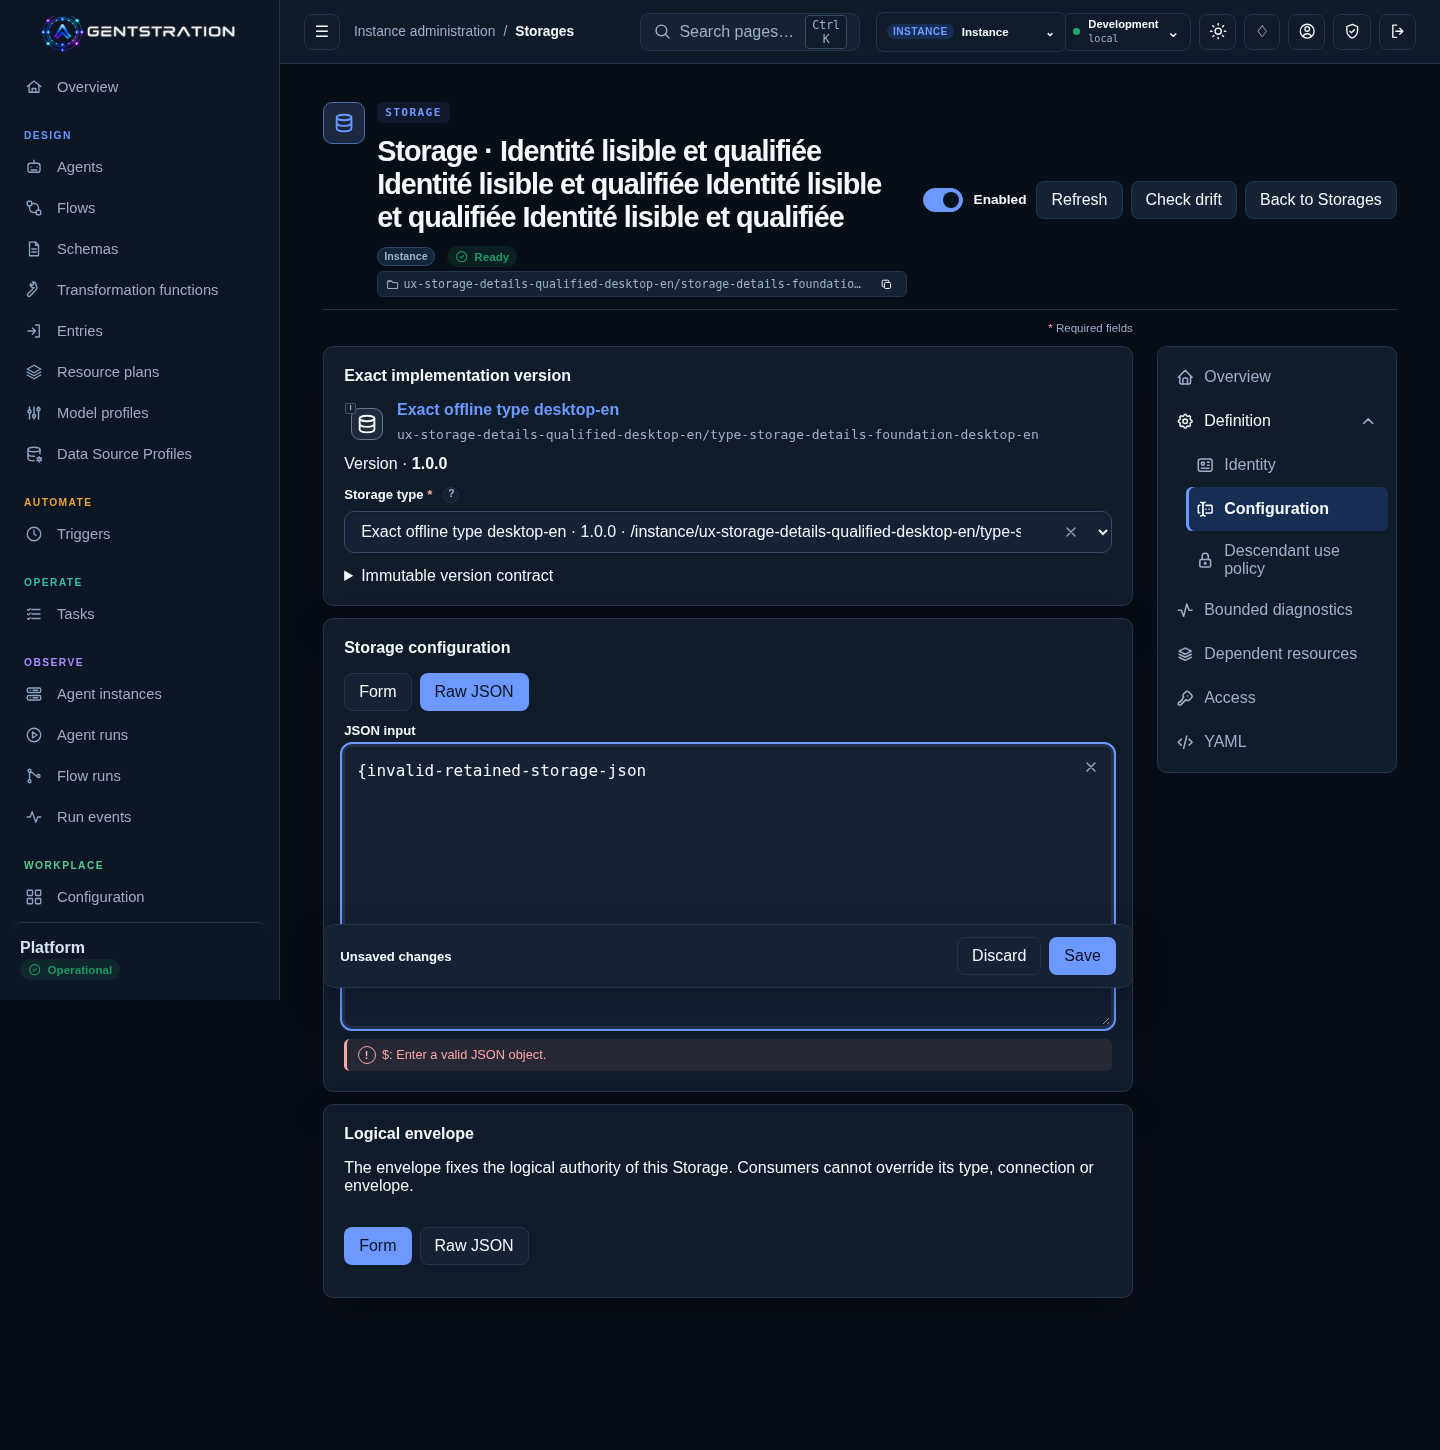 GENTSTRATION
Overview
DESIGN
Agents
Flows
Schemas
Transformation functions
Entries
Resource plans
Model profiles
Data Source Profiles
AUTOMATE
Triggers
OPERATE
Tasks
OBSERVE
Agent instances
Agent runs
Flow runs
Run events
WORKPLACE
Configuration
Platform
Operational
Instance administration / Storages
Search pages…
Ctrl
K
INSTANCE Instance
Development
local
STORAGE
Storage · Identité lisible et qualifiée
Identité lisible et qualifiée Identité lisible
et qualifiée Identité lisible et qualifiée
Enabled
Refresh
Check drift
Back to Storages
Instance
Ready
ux-storage-details-qualified-desktop-en/storage-details-foundatio…
* Required fields
Exact implementation version
Exact offline type desktop-en
ux-storage-details-qualified-desktop-en/type-storage-details-foundation-desktop-en
Version · 1.0.0
Storage type * ?
Exact offline type desktop-en · 1.0.0 · /instance/ux-storage-details-qualified-desktop-en/type-s
Immutable version contract
Storage configuration
Form
Raw JSON
JSON input
{invalid-retained-storage-json
Unsaved changes
Discard
Save
$: Enter a valid JSON object.
Logical envelope
The envelope fixes the logical authority of this Storage. Consumers cannot override its type, connection or
envelope.
Form
Raw JSON
Overview
Definition
Identity
Configuration
Descendant use
policy
Bounded diagnostics
Dependent resources
Access
YAML